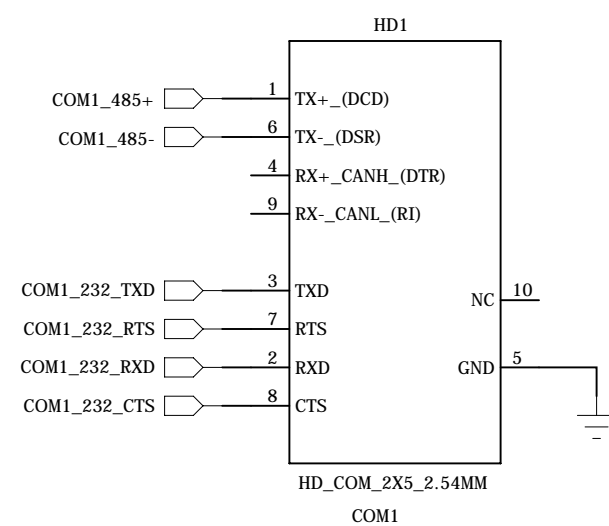 HD1
COM1_485+ 1 TX+_(DCD)
COM1_485- 6 TX-_(DSR)
4 RX+_CANH_(DTR)
9 RX-_CANL_(RI)
COM1_232_TXD 3 TXD
NC 10
COM1_232_RTS 7 RTS
COM1_232_RXD 2 RXD GND 5
COM1_232_CTS 8 CTS
HD_COM_2X5_2.54MM
COM1